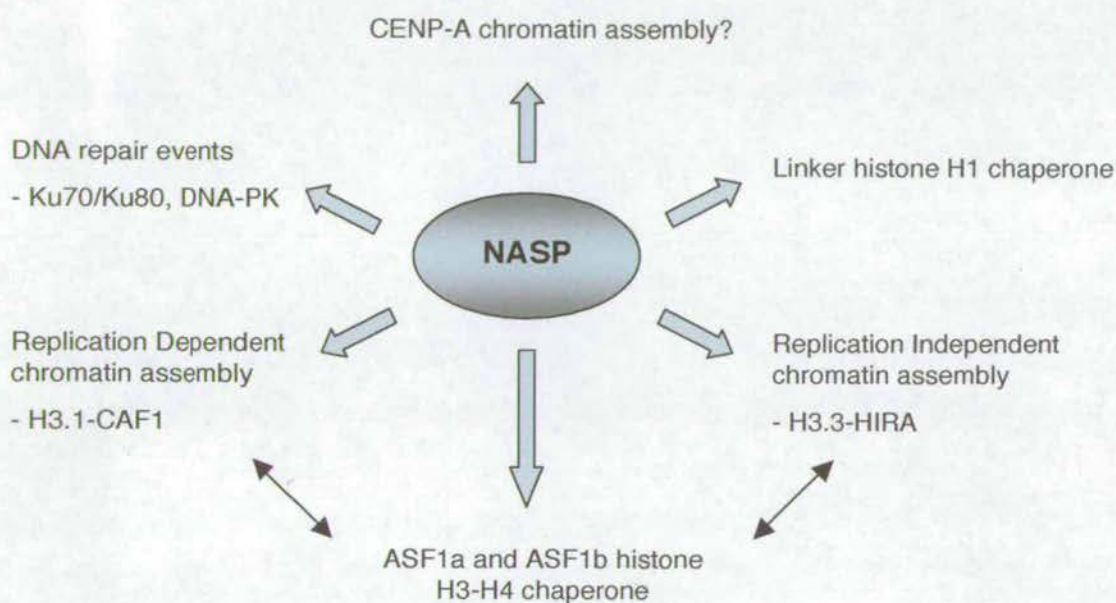 CENP-A chromatin assembly?
DNA repair events
- Ku70/Ku80, DNA-PK
Linker histone H1 chaperone
NASP
Replication Dependent
chromatin assembly
- H3.1-CAF1
Replication Independent
chromatin assembly
- H3.3-HIRA
ASF1a and ASF1b histone
H3-H4 chaperone